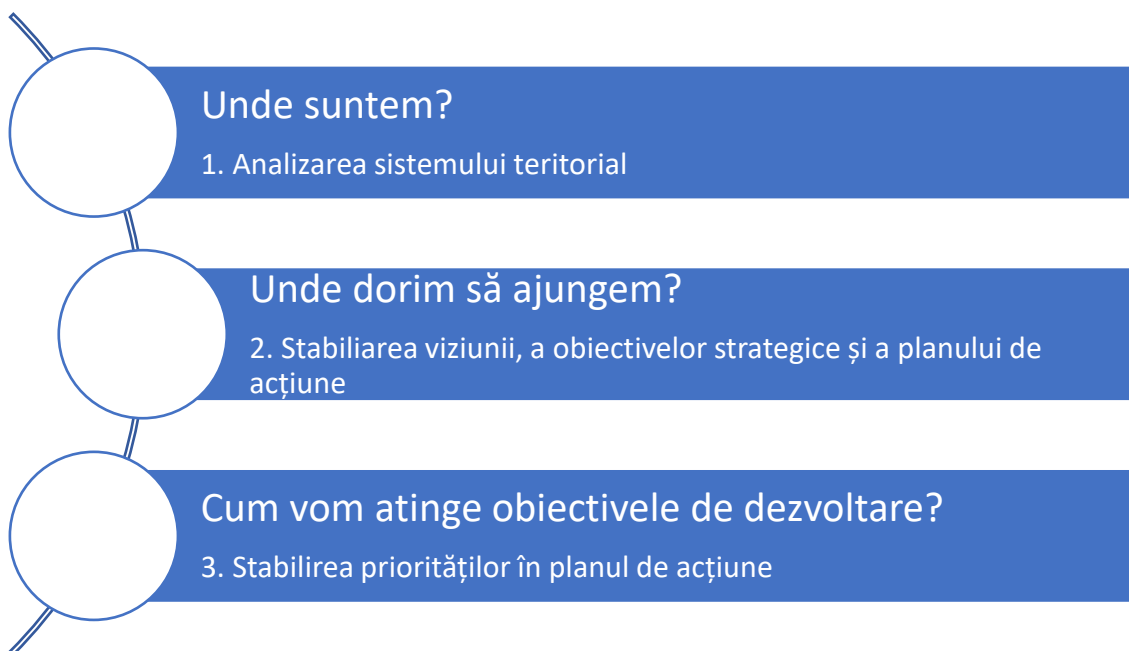 Unde suntem?
1. Analizarea sistemului teritorial
Unde dorim să ajungem?
2. Stabiliarea viziunii, a obiectivelor strategice și a planului de
acțiune
Cum vom atinge obiectivele de dezvoltare?
3. Stabilirea priorităților în planul de acțiune